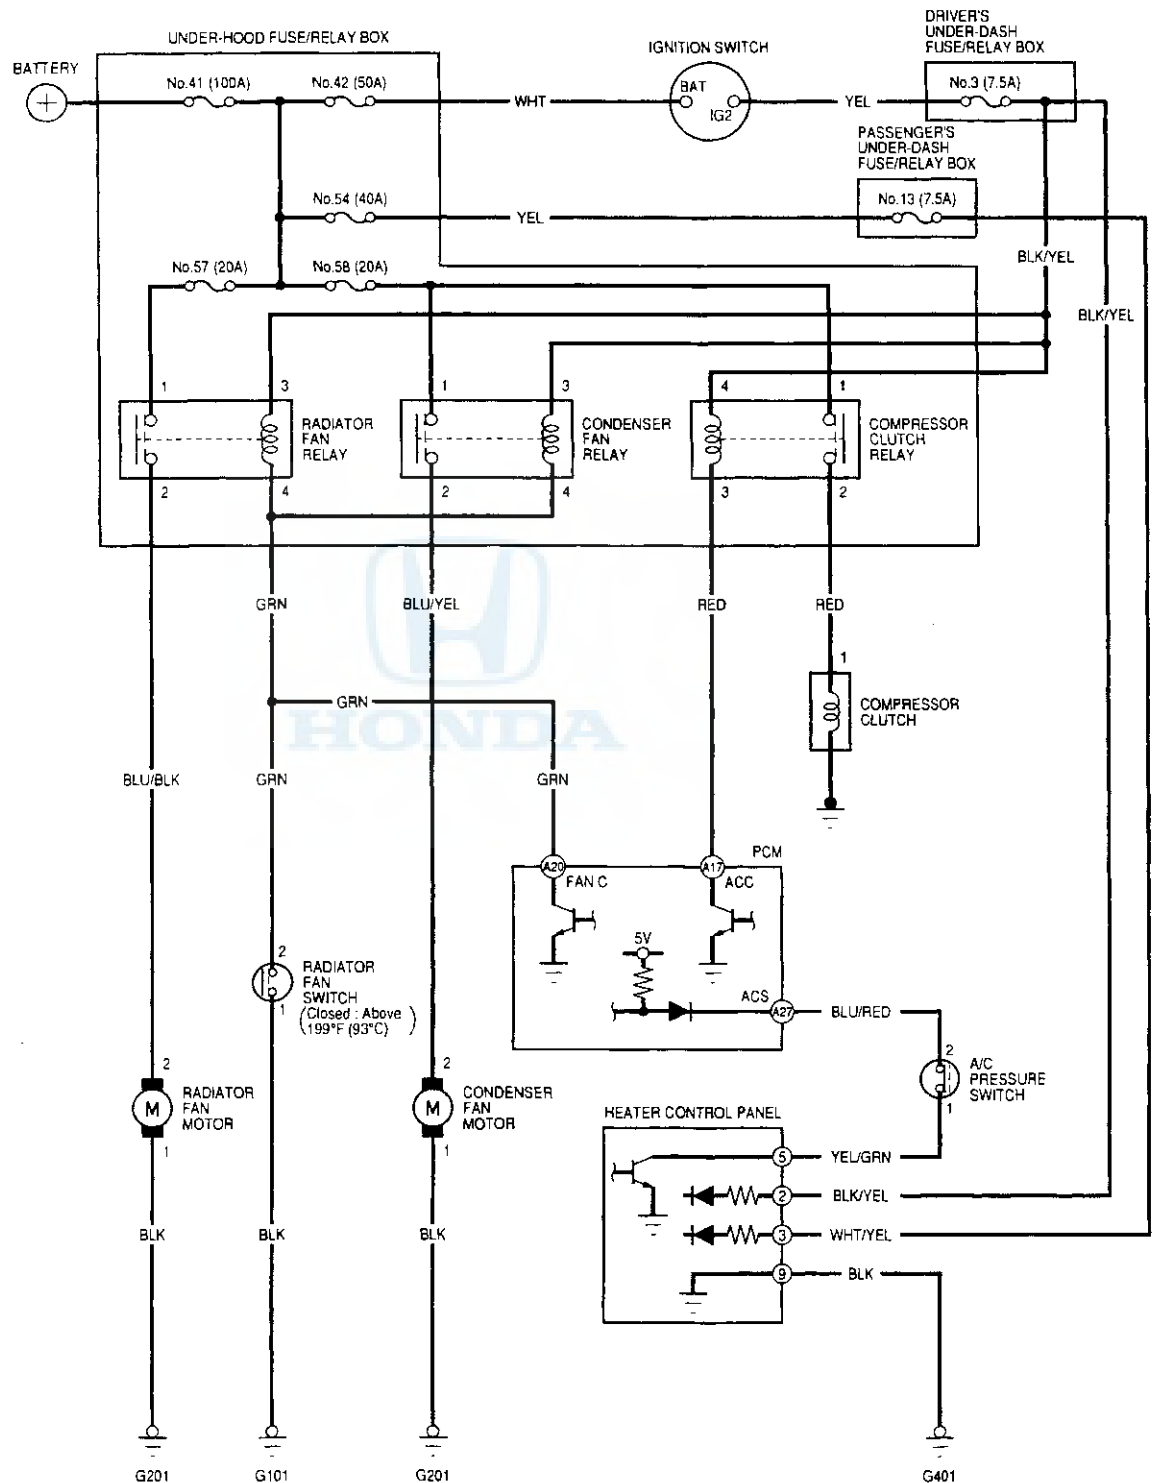 UNDER-HOOD FUSE/RELAY BOX
BATTERY
No.41 (100A)
No.42 (50A)
WHT
IGNITION SWITCH
BAT
IG2
YEL
DRIVER'S
UNDER-DASH
FUSE/RELAY BOX
No.3 (7.5A)
PASSENGER'S
UNDER-DASH
FUSE/RELAY BOX
No.13 (7.5A)
No.54 (40A)
YEL
No.57 (20A)
No.58 (20A)
BLK/YEL
BLK/YEL
1
3
1
3
4
1
RADIATOR
FAN
RELAY
CONDENSER
FAN
RELAY
COMPRESSOR
CLUTCH
RELAY
2
4
2
4
3
2
GRN
BLU/YEL
RED
RED
1
COMPRESSOR
CLUTCH
GRN
HONDA
BLU/BLK
GRN
GRN
PCM
A20
FAN C
A17
ACC
5V
ACS
A27
BLU/RED
2
RADIATOR
FAN
SWITCH
(Closed : Above
199°F (93°C))
1
2
A/C
PRESSURE
SWITCH
1
2
M
RADIATOR
FAN
MOTOR
1
2
M
CONDENSER
FAN
MOTOR
1
HEATER CONTROL PANEL
5
YEL/GRN
2
BLK/YEL
3
WHT/YEL
9
BLK
BLK
BLK
BLK
G201
G101
G201
G401